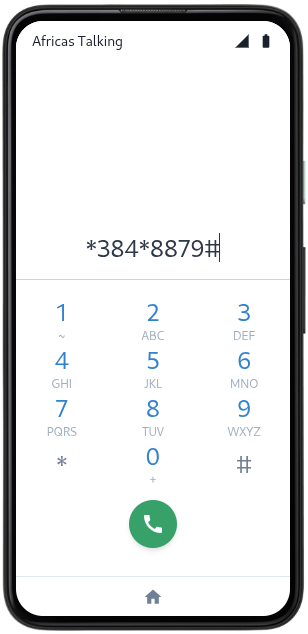 Africas Talking
*384*8879#
1 2 3
~ ABC DEF
4 5 6
GHI JKL MNO
7 8 9
PQRS TUV WXYZ
* 0 #
+